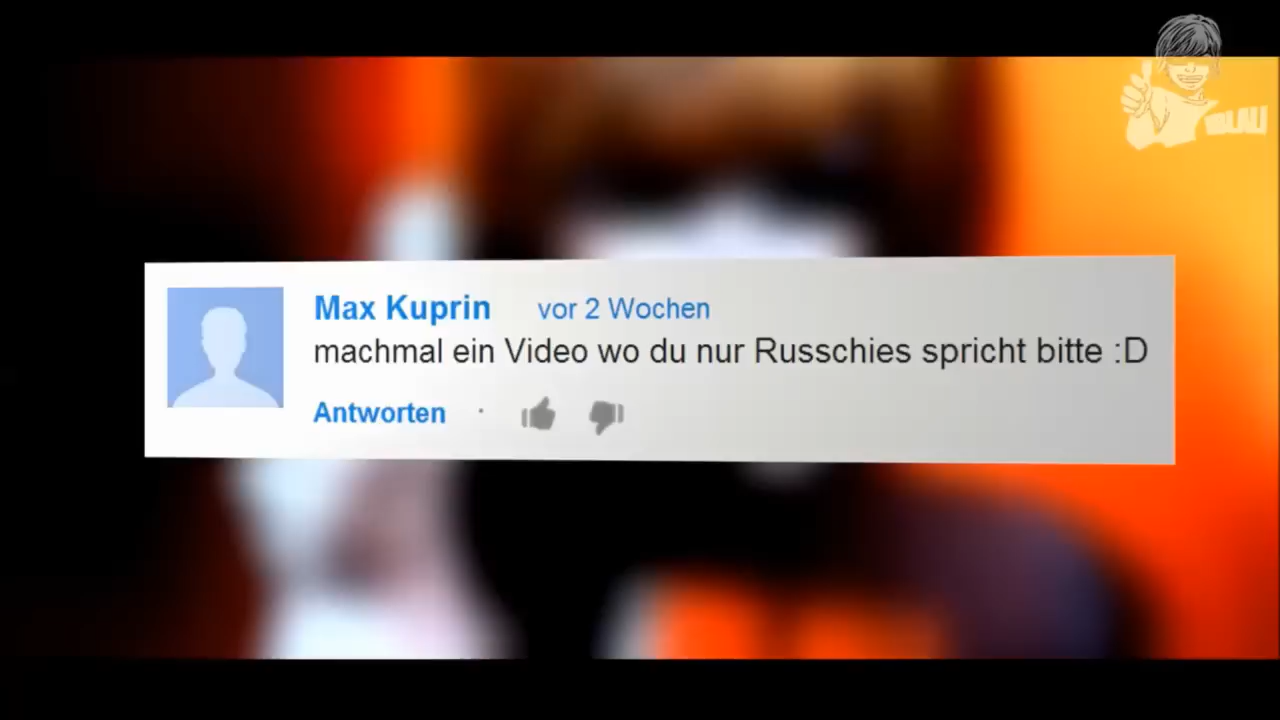 Max Kuprin vor 2 Wochen
machmal ein Video wo du nur Russchies spricht bitte :D
Antworten ·